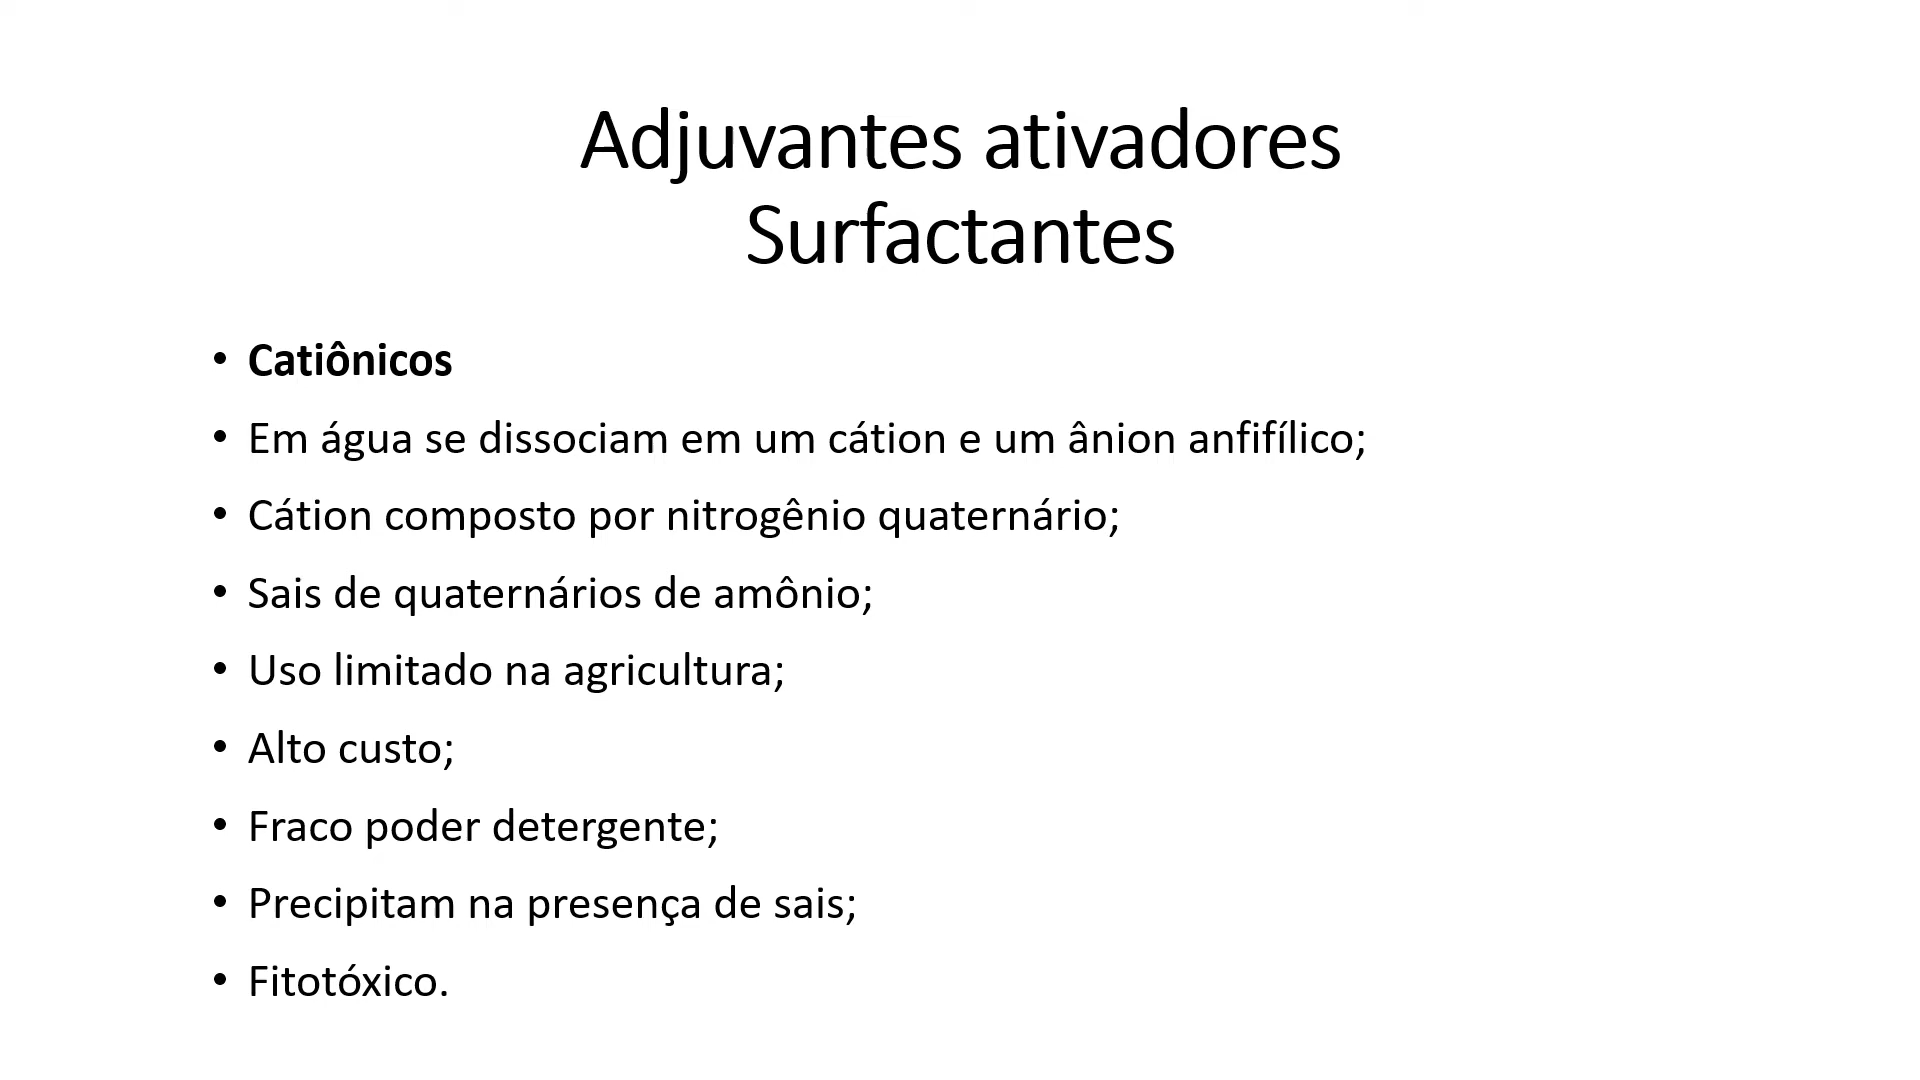 Adjuvantes ativadores
Surfactantes
• Catiônicos
• Em água se dissociam em um cátion e um ânion anfifílico;
• Cátion composto por nitrogênio quaternário;
• Sais de quaternários de amônio;
• Uso limitado na agricultura;
• Alto custo;
• Fraco poder detergente;
• Precipitam na presença de sais;
• Fitotóxico.